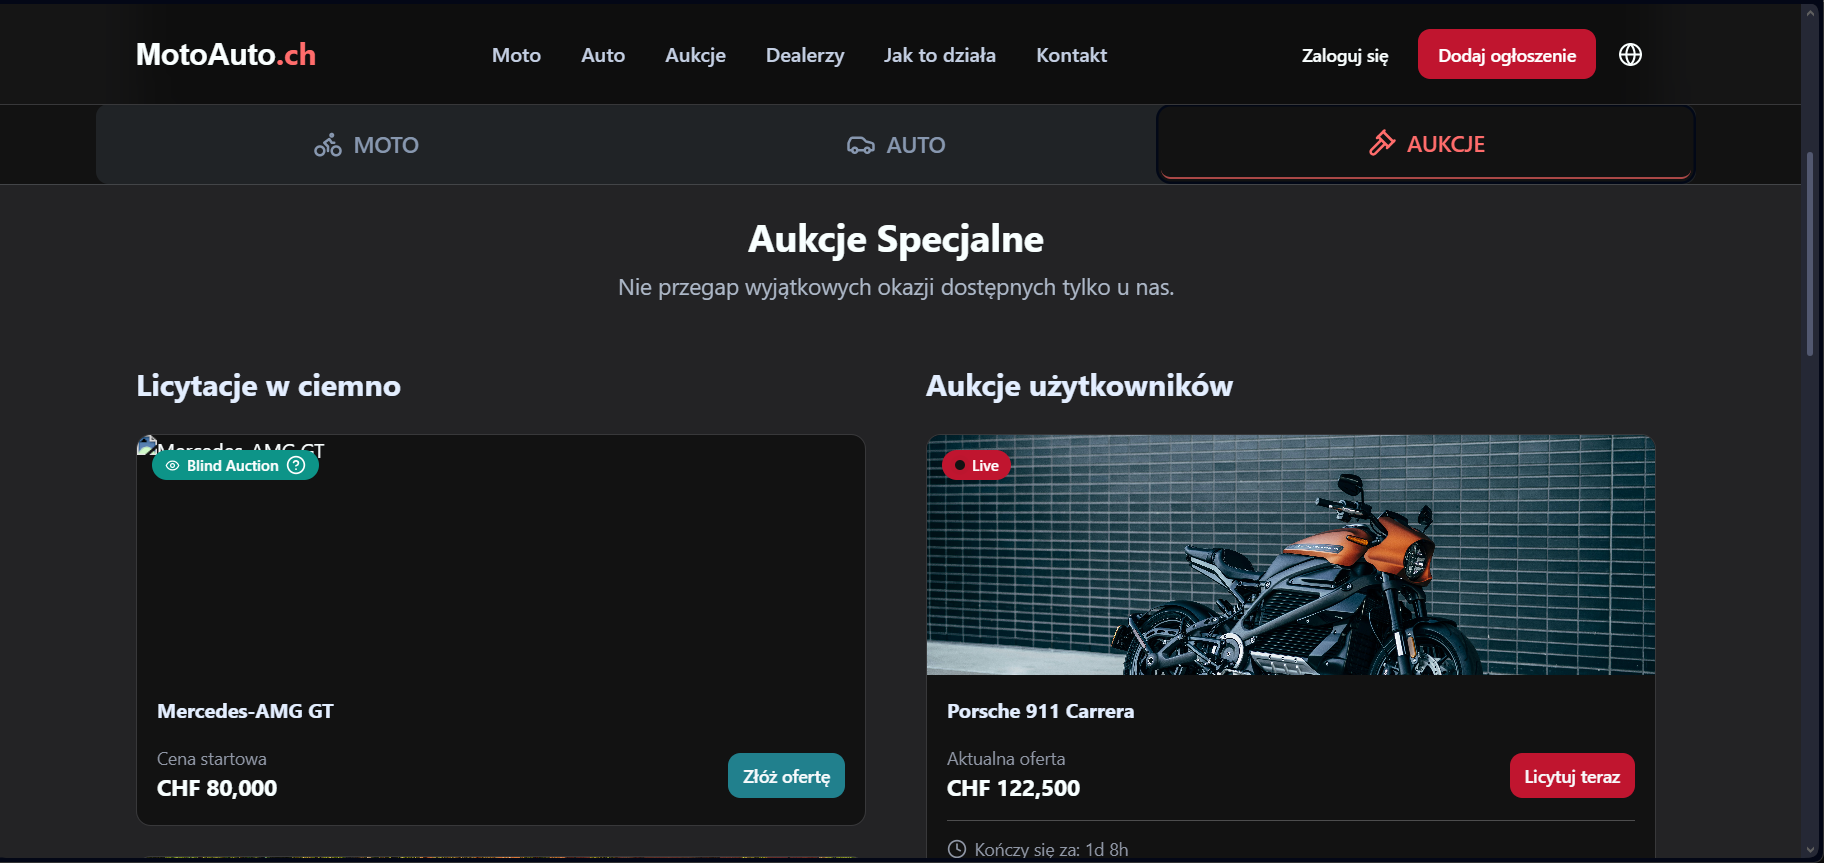 MotoAuto.ch
Moto Auto Aukcje Dealerzy Jak to działa Kontakt
Zaloguj się
Dodaj ogłoszenie
MOTO
AUTO
AUKCJE
Aukcje Specjalne
Nie przegap wyjątkowych okazji dostępnych tylko u nas.
Licytacje w ciemno
Mercedes-AMG GT
Blind Auction
Mercedes-AMG GT
Cena startowa
CHF 80,000
Złóż ofertę
Aukcje użytkowników
Live
Porsche 911 Carrera
Aktualna oferta
CHF 122,500
Licytuj teraz
Kończy się za: 1d 8h